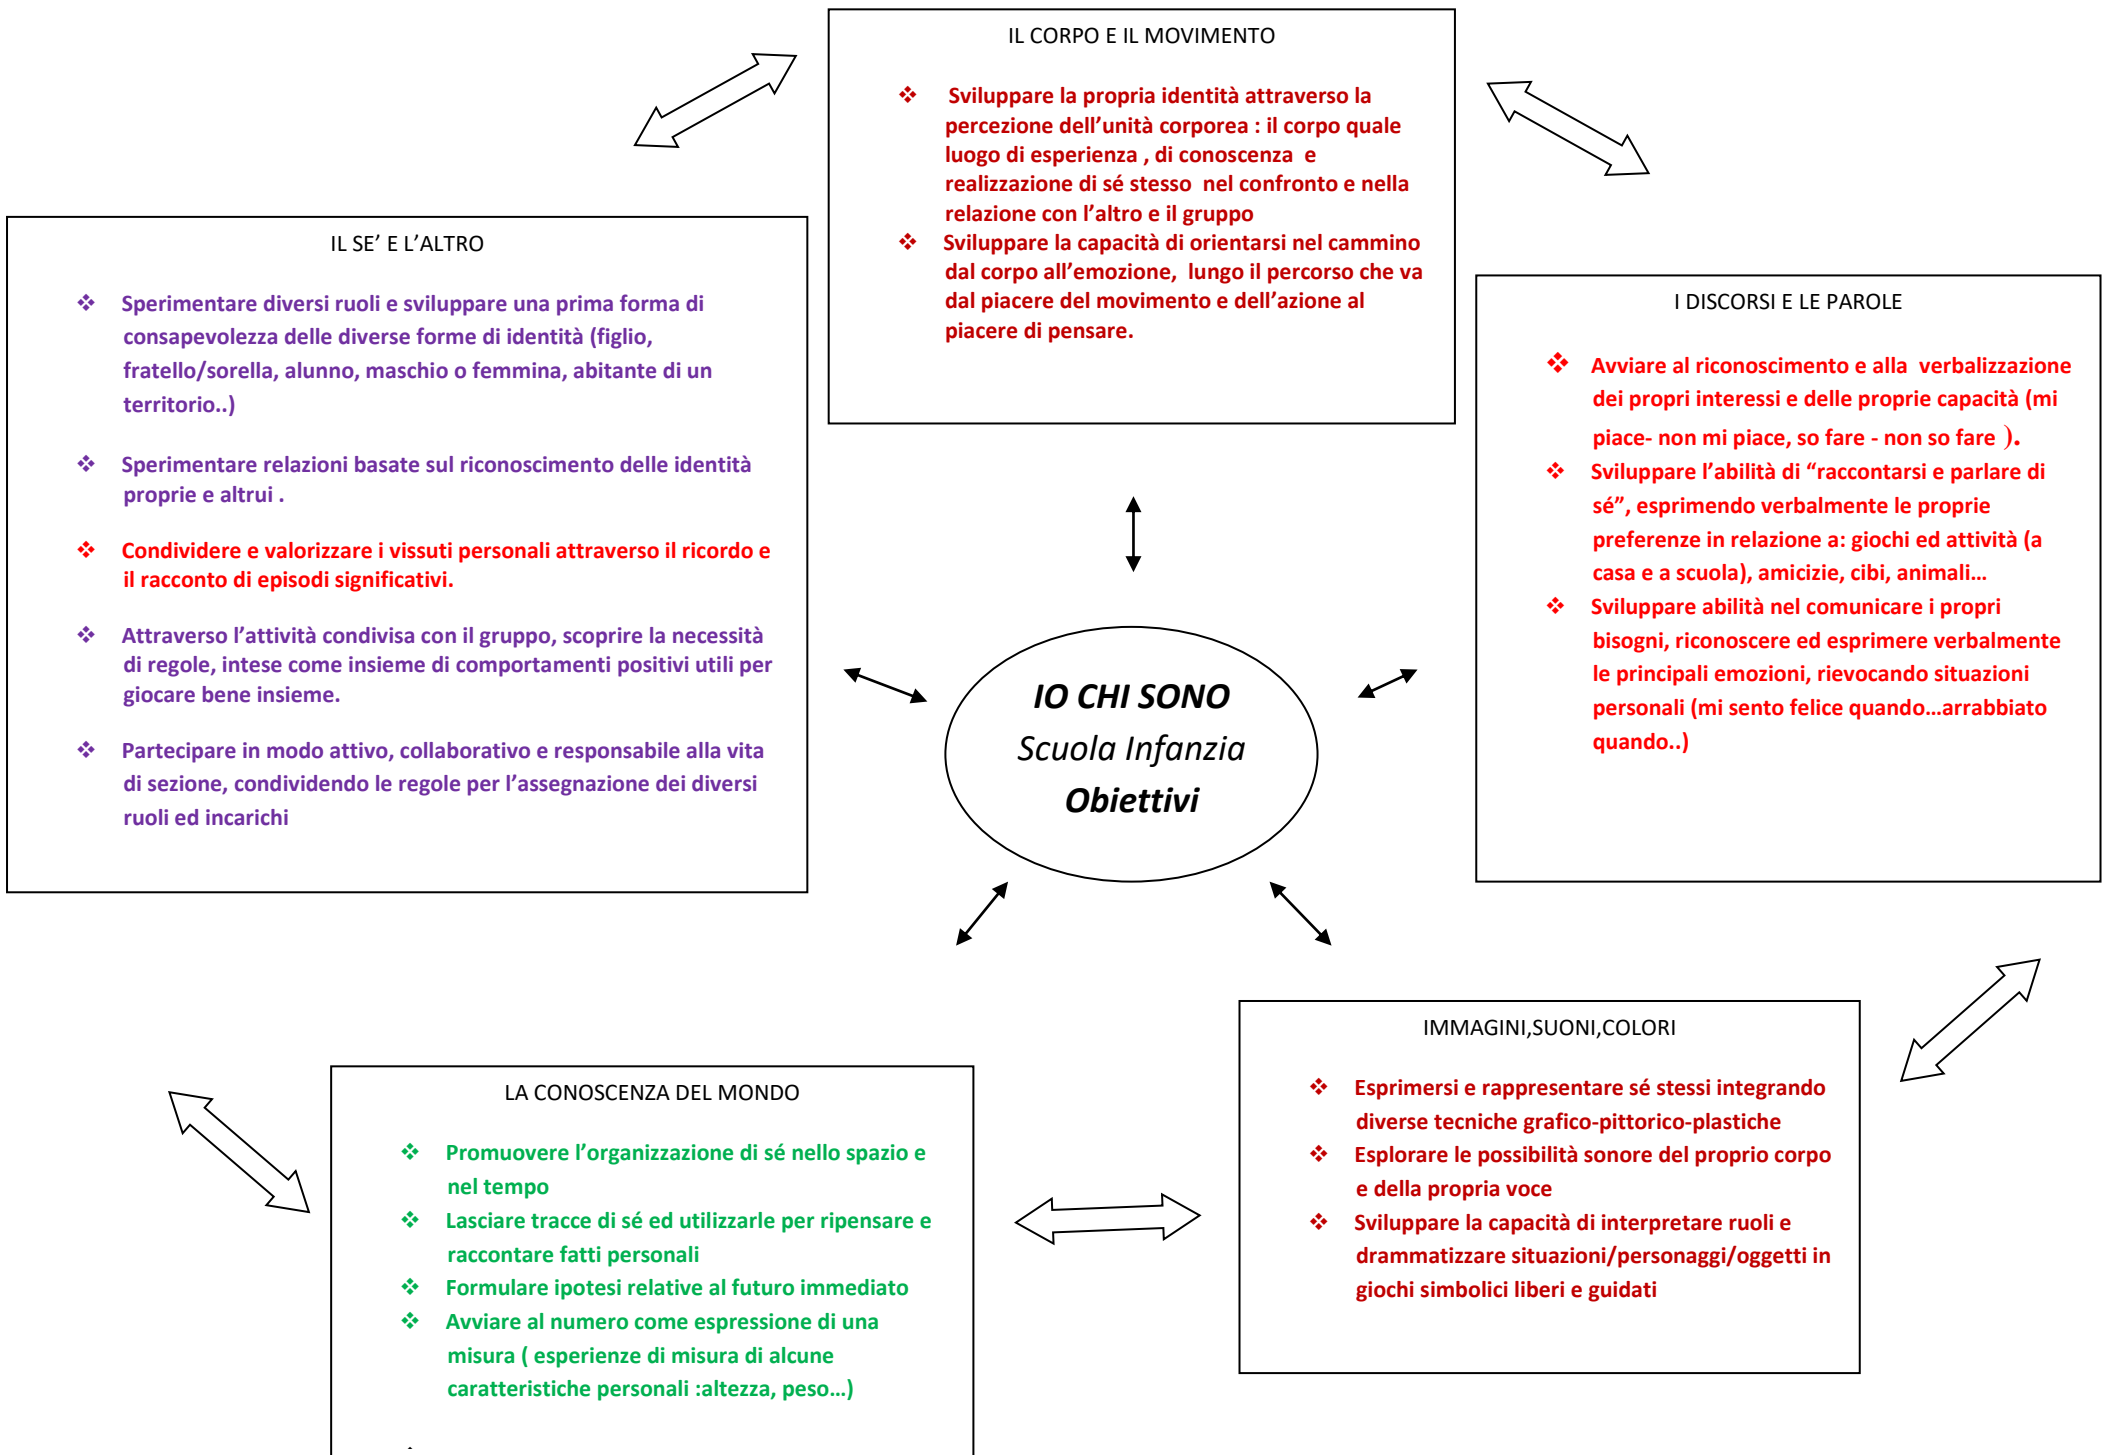 IL CORPO E IL MOVIMENTO
❖ Sviluppare la propria identità attraverso la
percezione dell’unità corporea : il corpo quale
luogo di esperienza , di conoscenza e
realizzazione di sé stesso nel confronto e nella
relazione con l’altro e il gruppo
❖ Sviluppare la capacità di orientarsi nel cammino
dal corpo all’emozione, lungo il percorso che va
dal piacere del movimento e dell’azione al
piacere di pensare.
IL SE’ E L’ALTRO
❖ Sperimentare diversi ruoli e sviluppare una prima forma di
consapevolezza delle diverse forme di identità (figlio,
fratello/sorella, alunno, maschio o femmina, abitante di un
territorio..)
❖ Sperimentare relazioni basate sul riconoscimento delle identità
proprie e altrui .
❖ Condividere e valorizzare i vissuti personali attraverso il ricordo e
il racconto di episodi significativi.
❖ Attraverso l’attività condivisa con il gruppo, scoprire la necessità
di regole, intese come insieme di comportamenti positivi utili per
giocare bene insieme.
❖ Partecipare in modo attivo, collaborativo e responsabile alla vita
di sezione, condividendo le regole per l’assegnazione dei diversi
ruoli ed incarichi
I DISCORSI E LE PAROLE
❖ Avviare al riconoscimento e alla verbalizzazione
dei propri interessi e delle proprie capacità (mi
piace- non mi piace, so fare - non so fare ).
❖ Sviluppare l’abilità di “raccontarsi e parlare di
sé”, esprimendo verbalmente le proprie
preferenze in relazione a: giochi ed attività (a
casa e a scuola), amicizie, cibi, animali…
❖ Sviluppare abilità nel comunicare i propri
bisogni, riconoscere ed esprimere verbalmente
le principali emozioni, rievocando situazioni
personali (mi sento felice quando…arrabbiato
quando..)
IO CHI SONO
Scuola Infanzia
Obiettivi
LA CONOSCENZA DEL MONDO
❖ Promuovere l’organizzazione di sé nello spazio e
nel tempo
❖ Lasciare tracce di sé ed utilizzarle per ripensare e
raccontare fatti personali
❖ Formulare ipotesi relative al futuro immediato
❖ Avviare al numero come espressione di una
misura ( esperienze di misura di alcune
caratteristiche personali :altezza, peso…)
IMMAGINI,SUONI,COLORI
❖ Esprimersi e rappresentare sé stessi integrando
diverse tecniche grafico-pittorico-plastiche
❖ Esplorare le possibilità sonore del proprio corpo
e della propria voce
❖ Sviluppare la capacità di interpretare ruoli e
drammatizzare situazioni/personaggi/oggetti in
giochi simbolici liberi e guidati